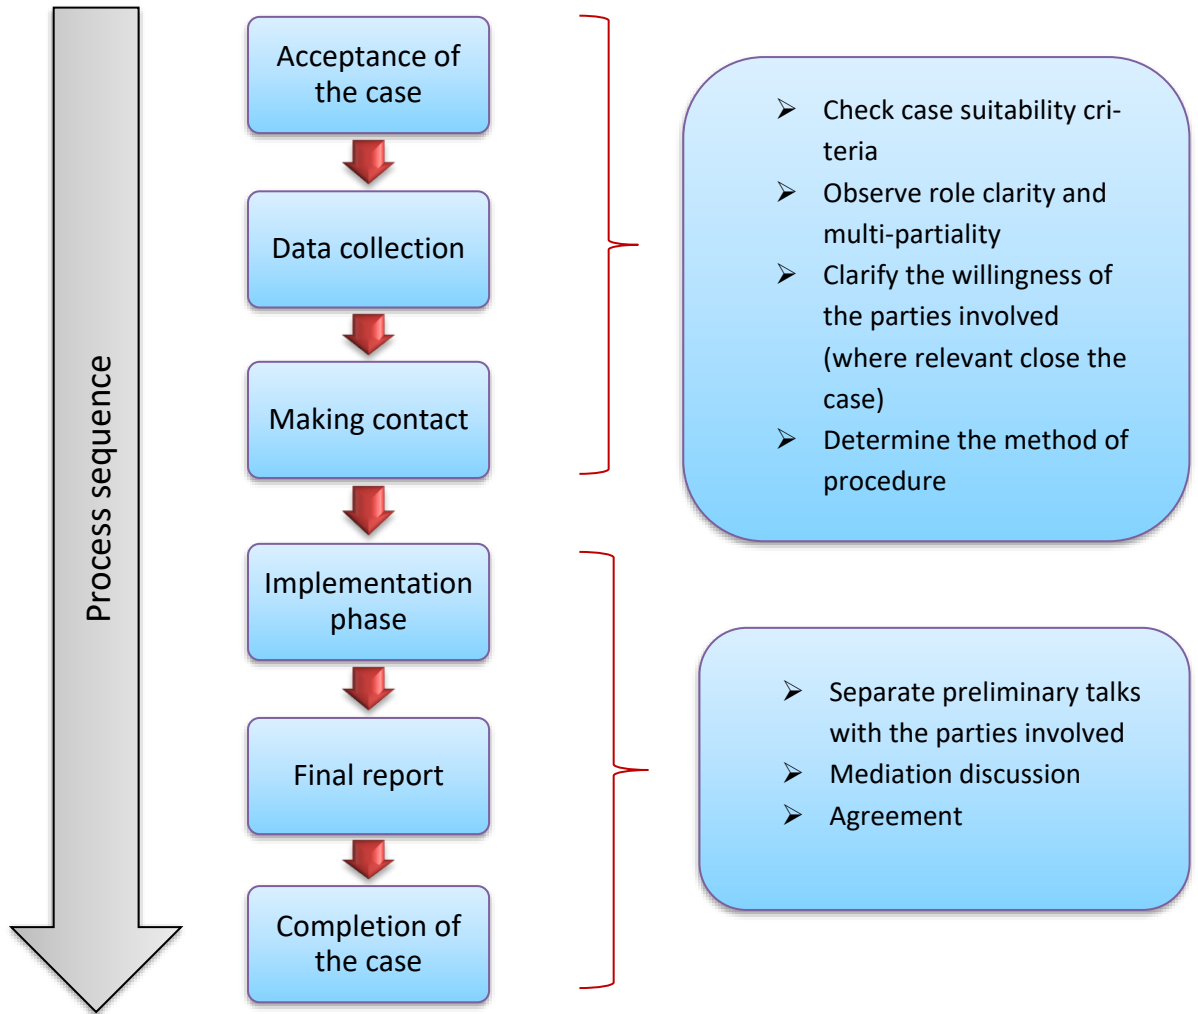 Process sequence
Acceptance of
the case
Data collection
Making contact
Implementation
phase
Final report
Completion of
the case
➢ Check case suitability cri-
teria
➢ Observe role clarity and
multi-partiality
➢ Clarify the willingness of
the parties involved
(where relevant close the
case)
➢ Determine the method of
procedure
➢ Separate preliminary talks
with the parties involved
➢ Mediation discussion
➢ Agreement